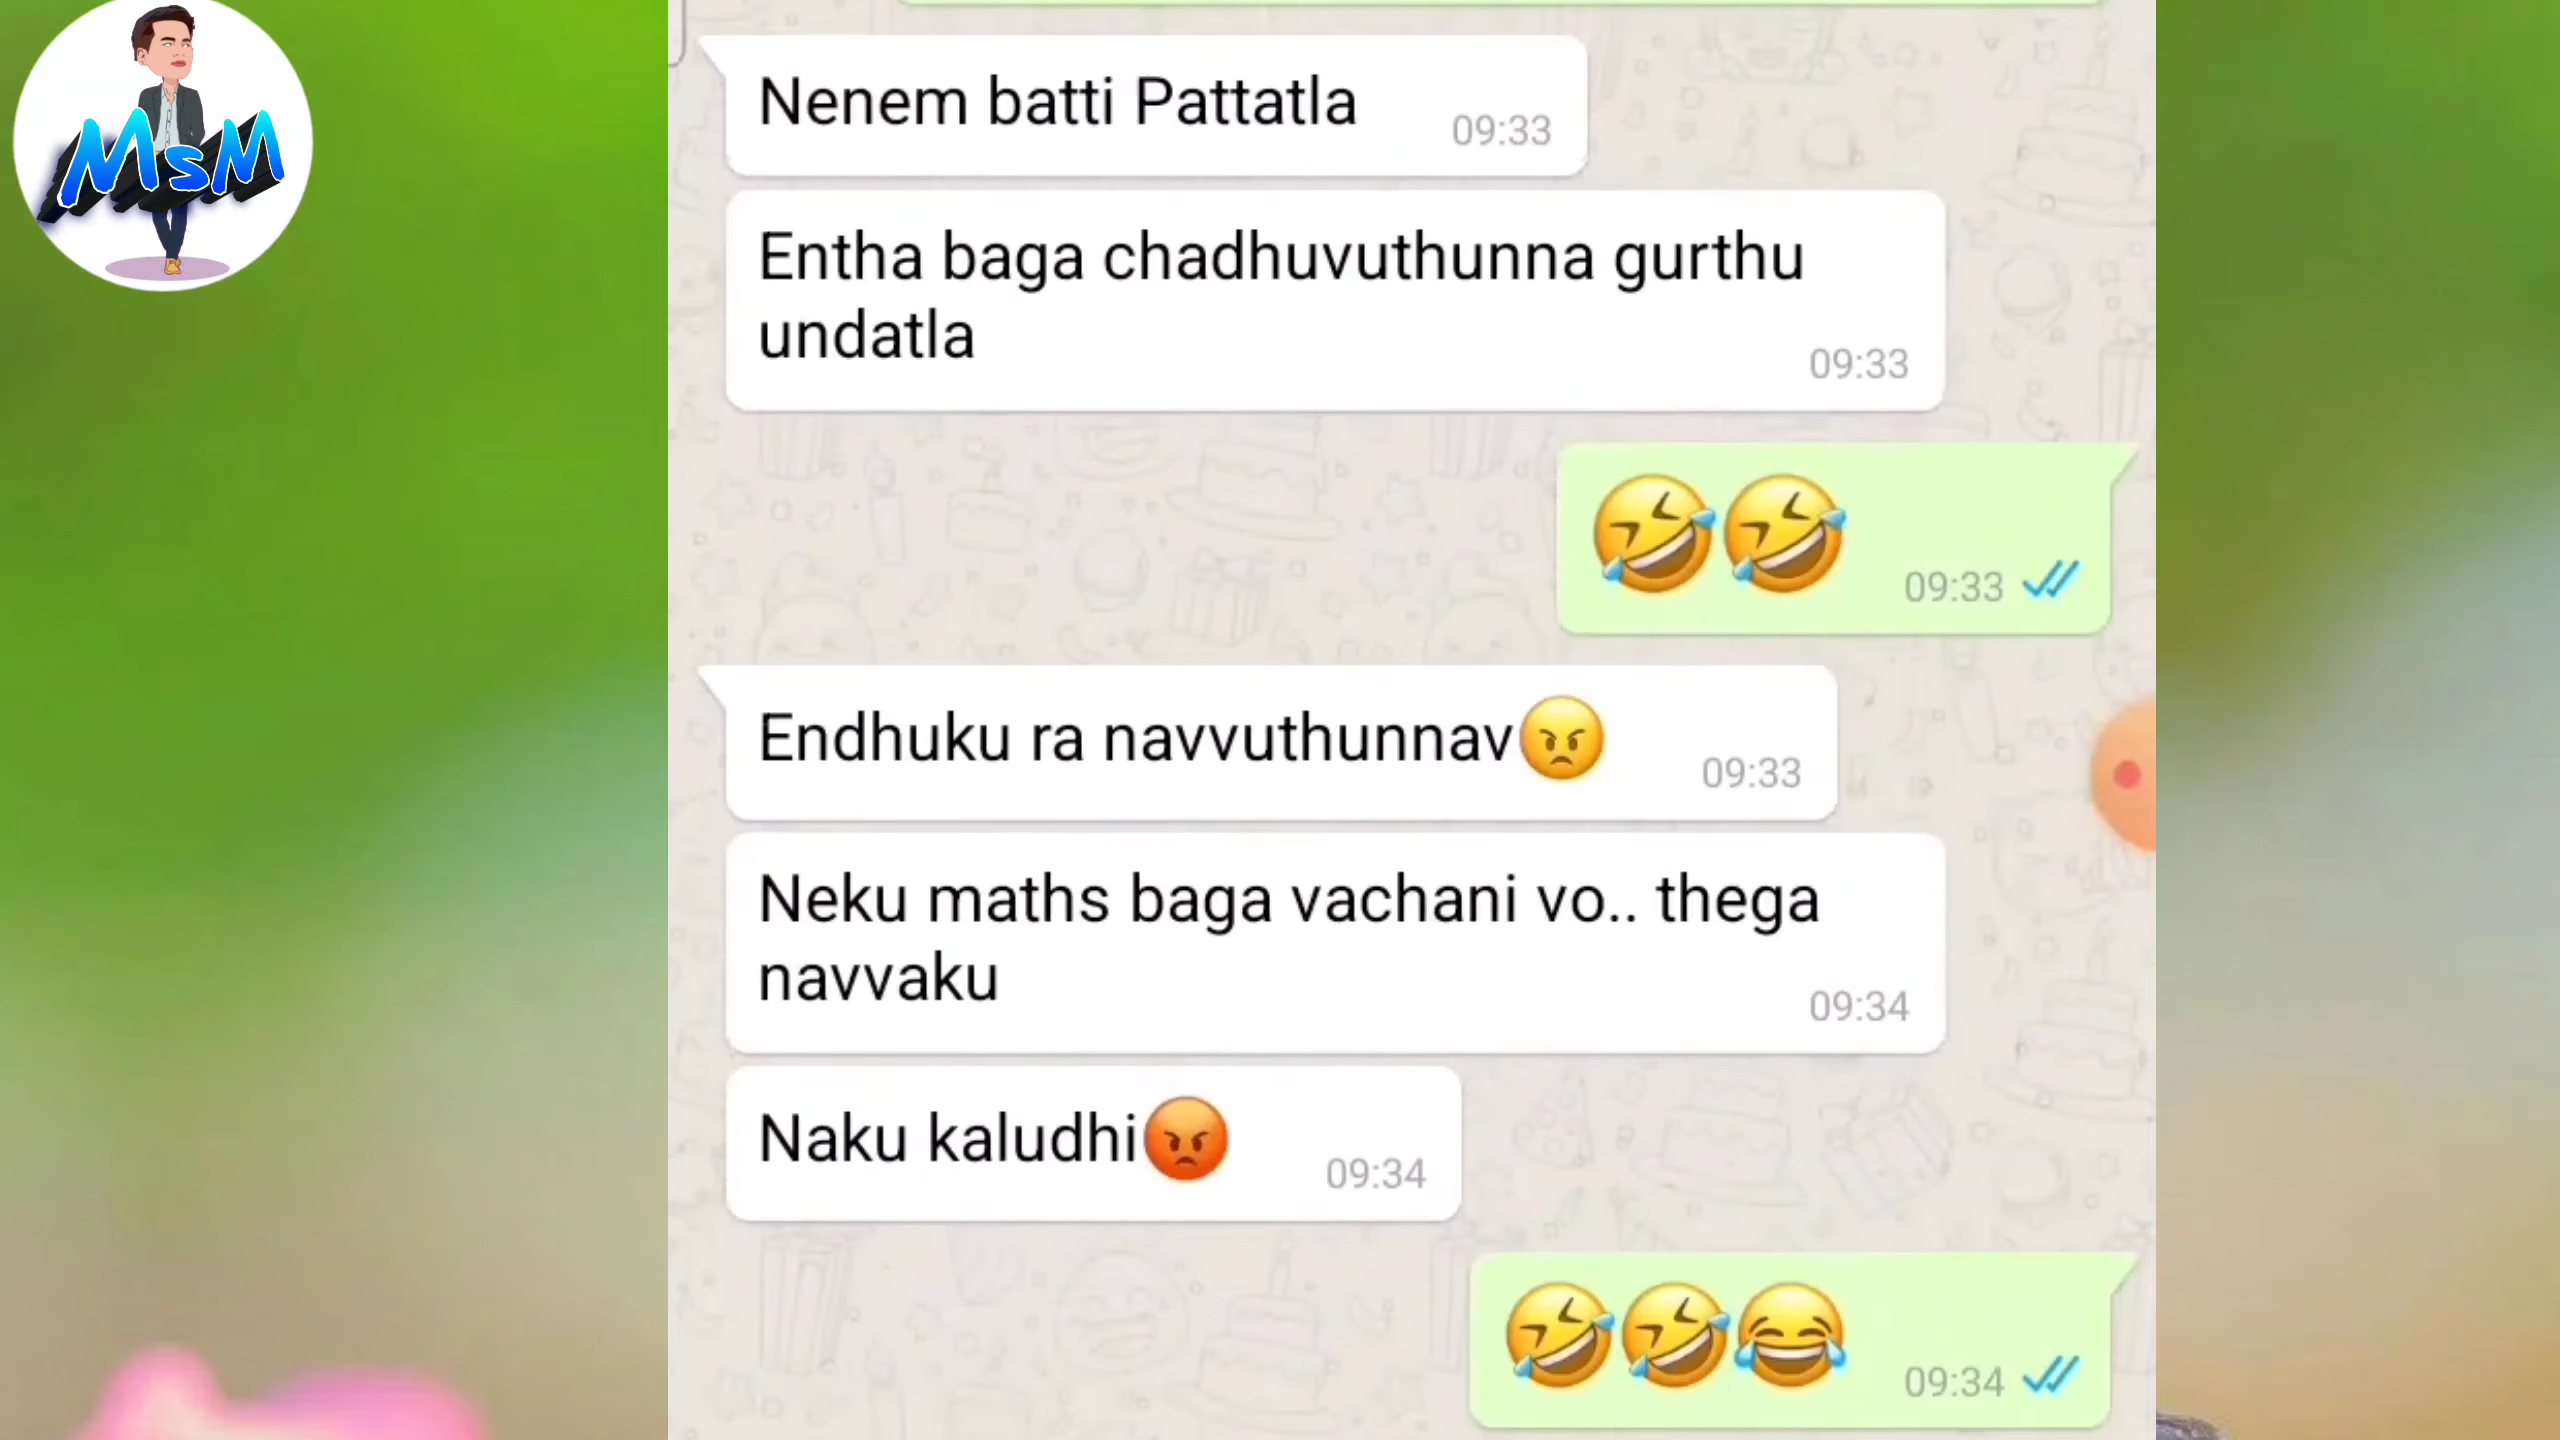 MsM
Nenem batti Pattatla
09:33
Entha baga chadhuvuthunna gurthu
undatla
09:33
🤣🤣
09:33
Endhuku ra navvuthunnav😠
09:33
Neku maths baga vachani vo.. thega
navvaku
09:34
Naku kaludhi😡
09:34
🤣🤣😂
09:34